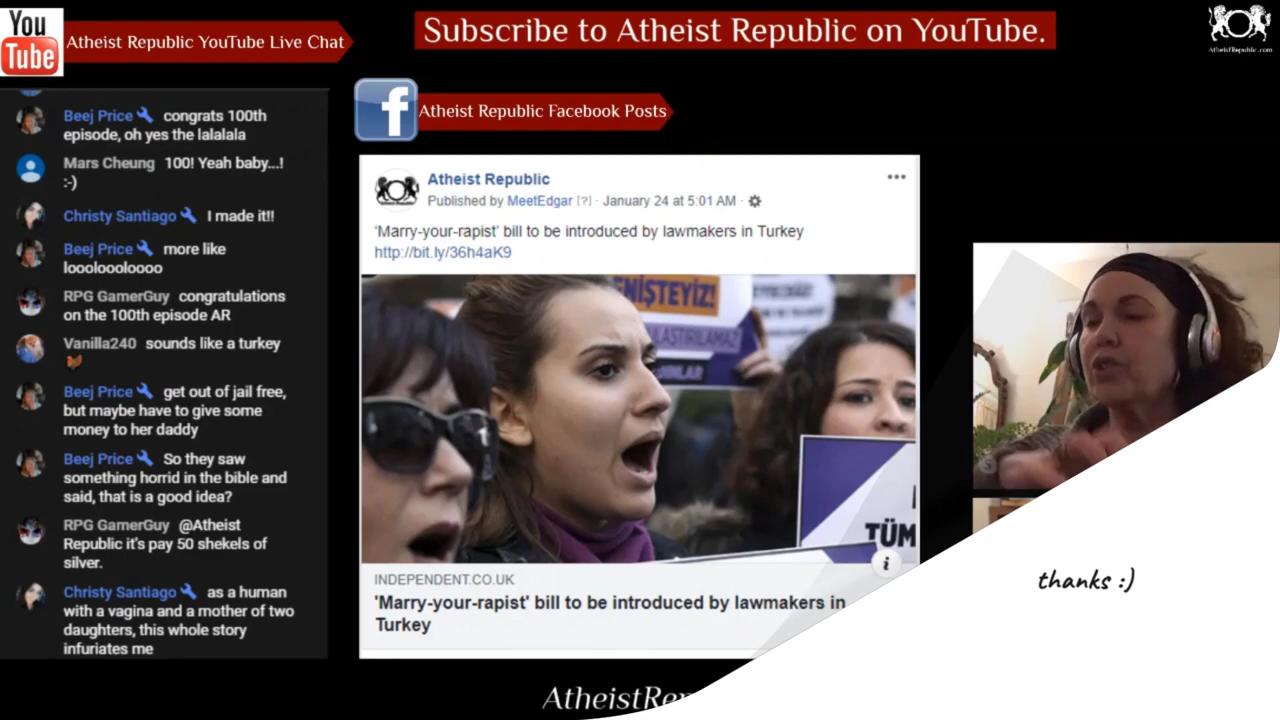 You
Tube
Atheist Republic YouTube Live Chat
Subscribe to Atheist Republic on YouTube.
AtheistRepublic.com
Atheist Republic Facebook Posts
Beej Price congrats 100th
episode, oh yes the lalalala
Mars Cheung 100! Yeah baby...!
:-)
Christy Santiago I made it!!
Beej Price more like
loooloooloooo
RPG GamerGuy congratulations
on the 100th episode AR
Vanilla240 sounds like a turkey
Beej Price get out of jail free,
but maybe have to give some
money to her daddy
Beej Price So they saw
something horrid in the bible and
said, that is a good idea?
RPG GamerGuy @Atheist
Republic it's pay 50 shekels of
silver.
Christy Santiago as a human
with a vagina and a mother of two
daughters, this whole story
infuriates me
f
Atheist Republic
Published by MeetEdgar [?] · January 24 at 5:01 AM ·
'Marry-your-rapist' bill to be introduced by lawmakers in Turkey
http://bit.ly/36h4aK9
ENİŞTEYİZ!
LAŞTIRILAMAZ
TÜM
i
INDEPENDENT.CO.UK
'Marry-your-rapist' bill to be introduced by lawmakers in
Turkey
thanks :)
AtheistRep